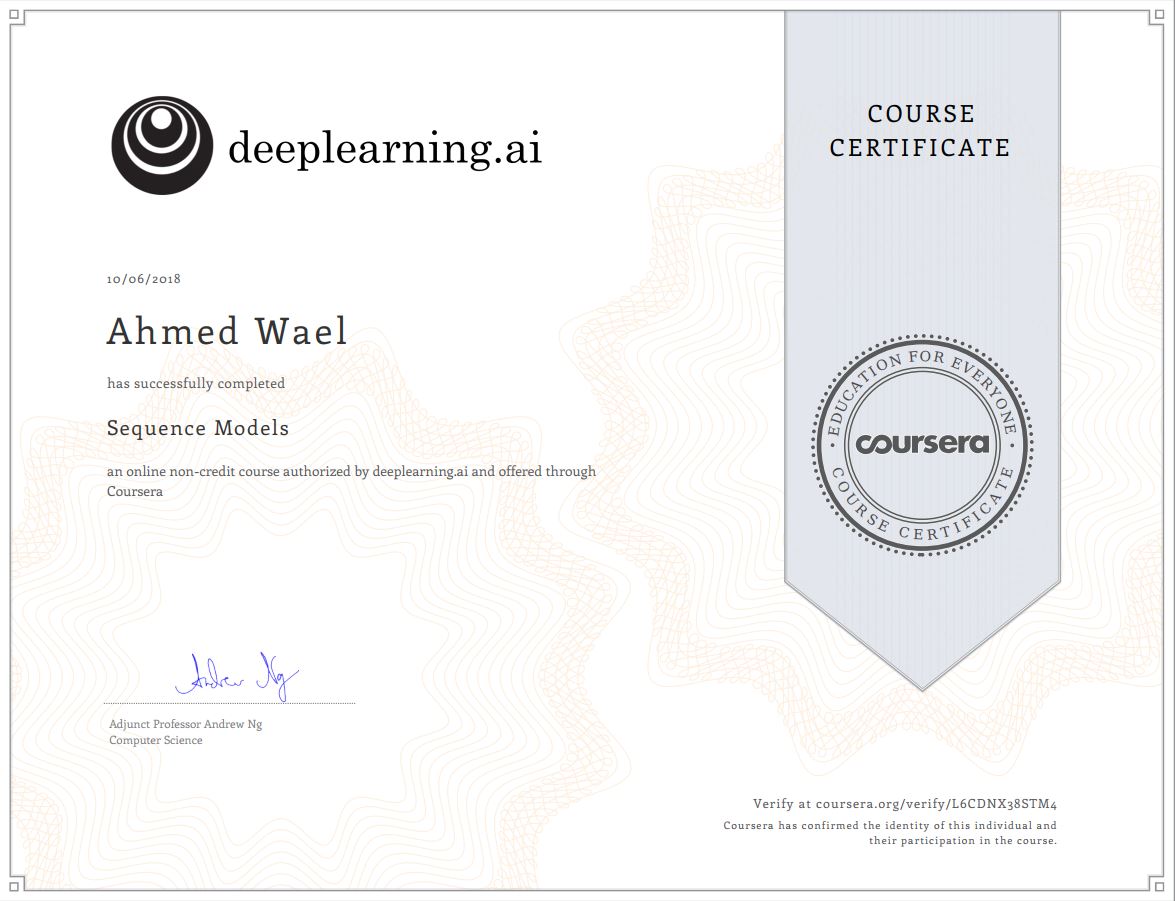 deeplearning.ai
COURSE
CERTIFICATE
10/06/2018
Ahmed Wael
has successfully completed
Sequence Models
an online non-credit course authorized by deeplearning.ai and offered through
Coursera
EDUCATION FOR EVERYONE
coursera
COURSE CERTIFICATE
Andrew Ng
Adjunct Professor Andrew Ng
Computer Science
Verify at coursera.org/verify/L6CDNX38STM4
Coursera has confirmed the identity of this individual and
their participation in the course.